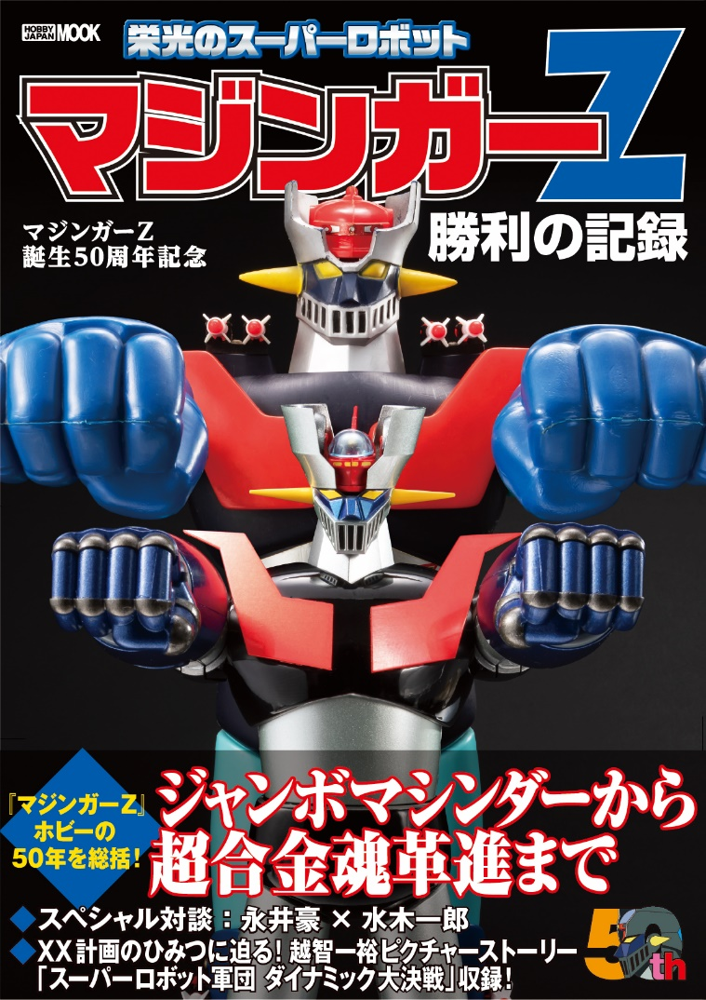 HOBBY
JAPAN MOOK
栄光のスーパーロボット
マジンガーZ
勝利の記録
マジンガーZ
誕生50周年記念
『マジンガーZ』
ホビーの
50年を総括!
ジャンボマシンダーから
超合金魂革進まで
◆スペシャル対談:永井豪 × 水木一郎
◆XX計画のひみつに迫る! 越智一裕ピクチャーストーリー
「スーパーロボット軍団 ダイナミック大決戦」収録!
50th